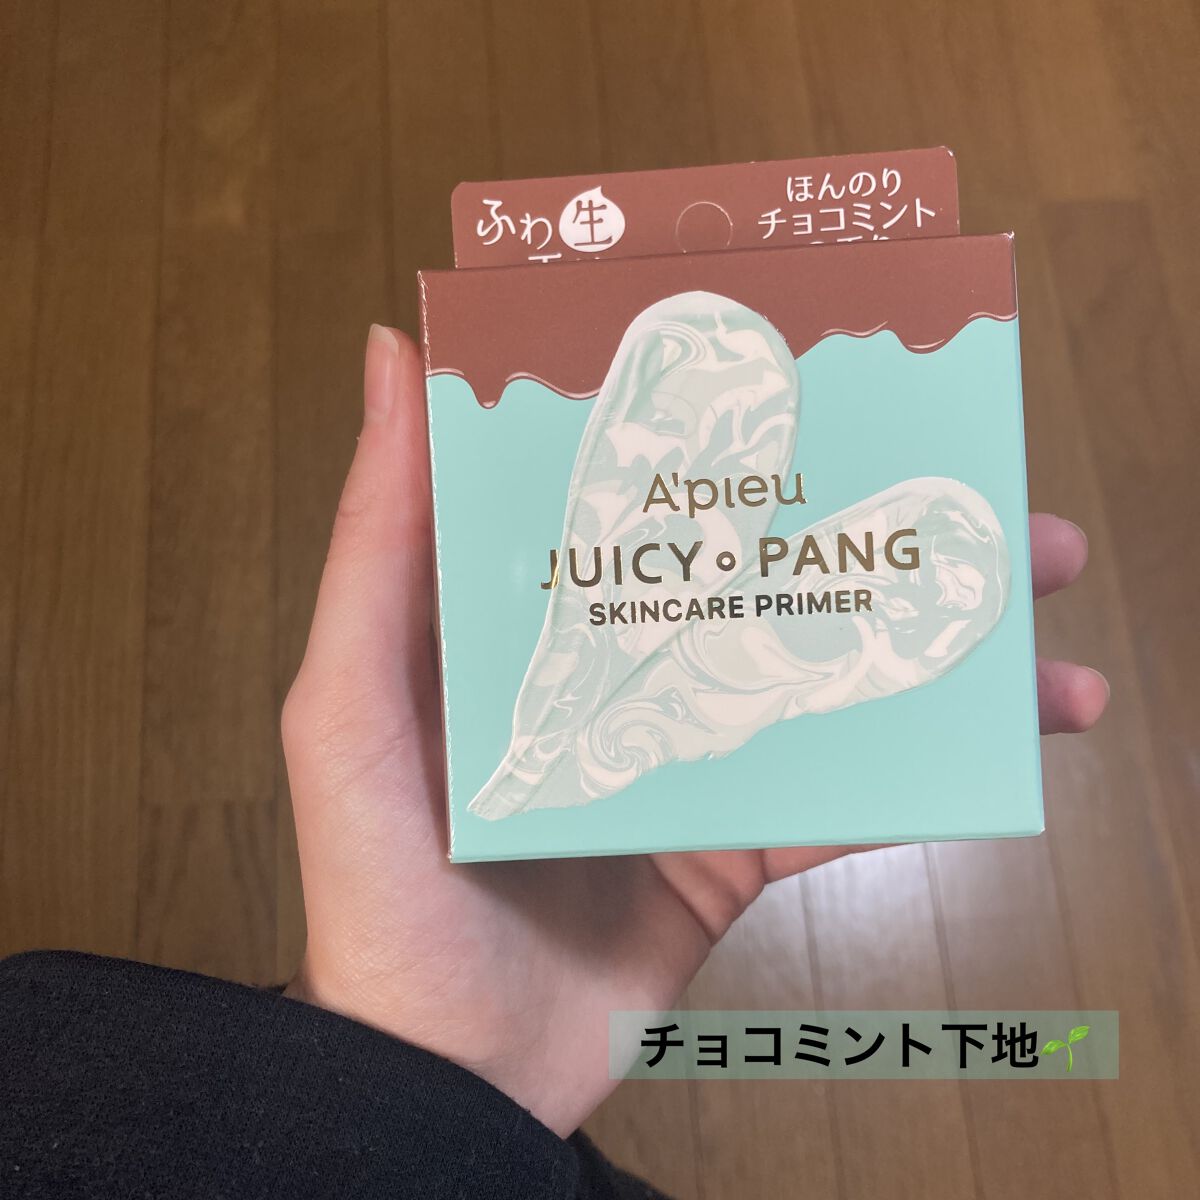 ふわ生
ほんのり
チョコミント
A'pieu
JUICY・PANG
SKINCARE PRIMER
チョコミント下地🌱